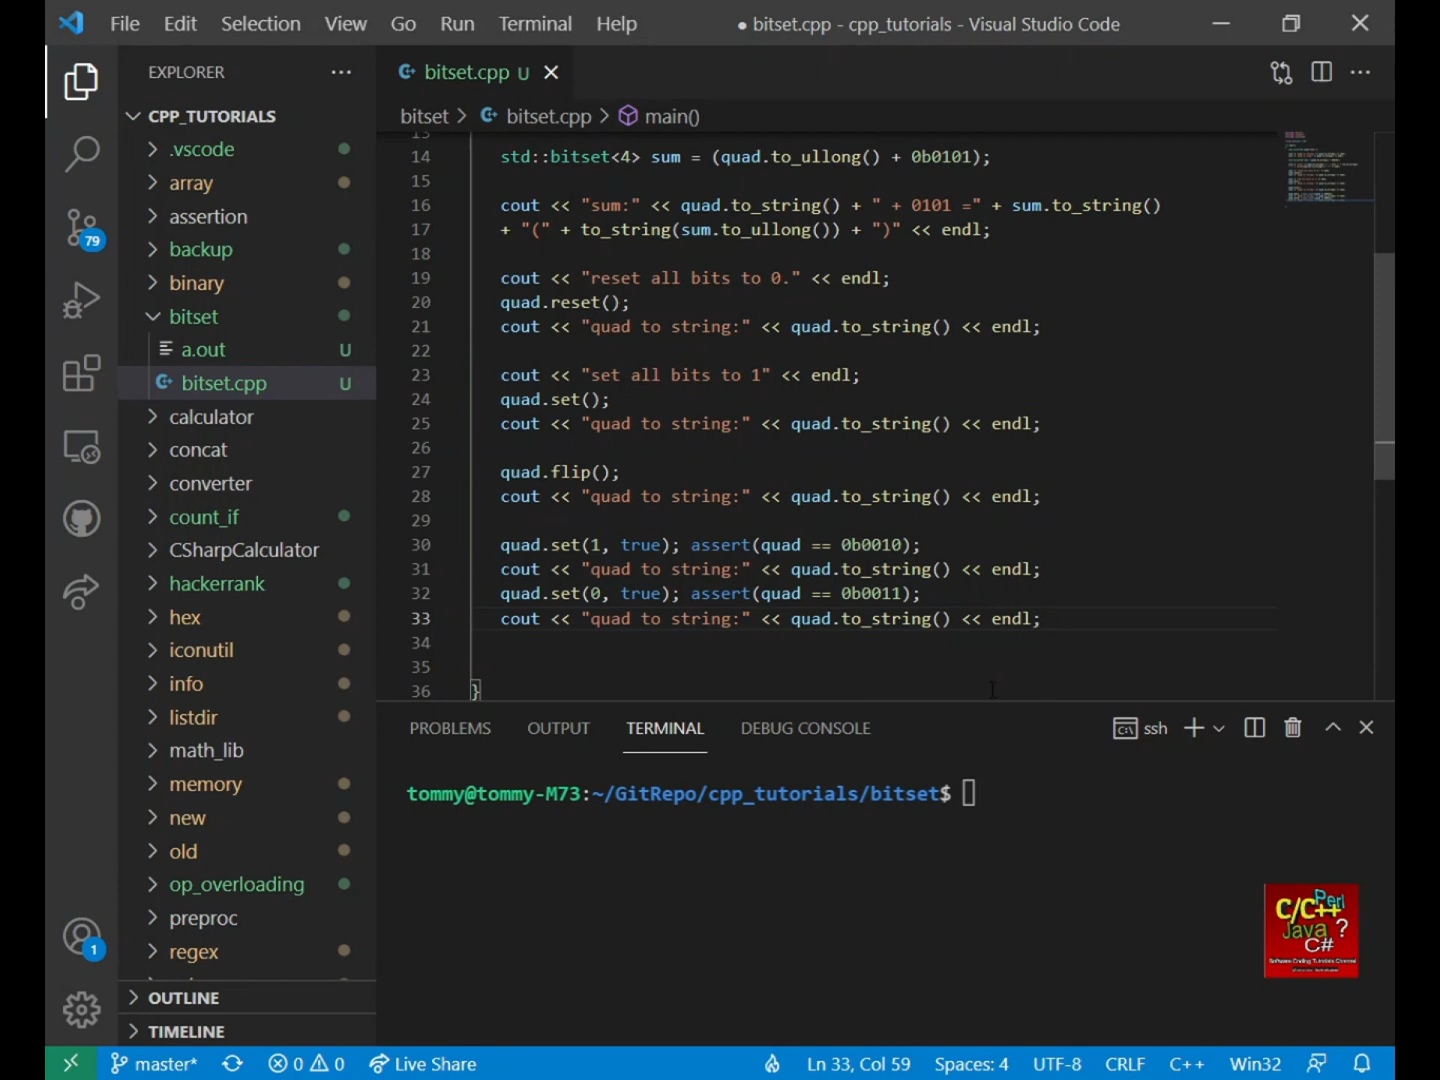 File Edit Selection View Go Run Terminal Help ● bitset.cpp - cpp_tutorials - Visual Studio Code
EXPLORER
bitset.cpp U
CPP_TUTORIALS
bitset > bitset.cpp > main()
.vscode
array
assertion
backup
binary
bitset
a.out U
bitset.cpp U
calculator
concat
converter
count_if
CSharpCalculator
hackerrank
hex
iconutil
info
listdir
math_lib
memory
new
old
op_overloading
preproc
regex
OUTLINE
TIMELINE
79
1
13
14 std::bitset<4> sum = (quad.to_ullong() + 0b0101);
15
16 cout << "sum:" << quad.to_string() + " + 0101 =" + sum.to_string()
17 + "(" + to_string(sum.to_ullong()) + ")" << endl;
18
19 cout << "reset all bits to 0." << endl;
20 quad.reset();
21 cout << "quad to string:" << quad.to_string() << endl;
22
23 cout << "set all bits to 1" << endl;
24 quad.set();
25 cout << "quad to string:" << quad.to_string() << endl;
26
27 quad.flip();
28 cout << "quad to string:" << quad.to_string() << endl;
29
30 quad.set(1, true); assert(quad == 0b0010);
31 cout << "quad to string:" << quad.to_string() << endl;
32 quad.set(0, true); assert(quad == 0b0011);
33 cout << "quad to string:" << quad.to_string() << endl;
34
35
36 }
PROBLEMS OUTPUT TERMINAL DEBUG CONSOLE ssh
tommy@tommy-M73:~/GitRepo/cpp_tutorials/bitset$
C/C++ Perl
Java ?
C#
Software Coding Tutorials Channel
master* 0 0 Live Share Ln 33, Col 59 Spaces: 4 UTF-8 CRLF C++ Win32